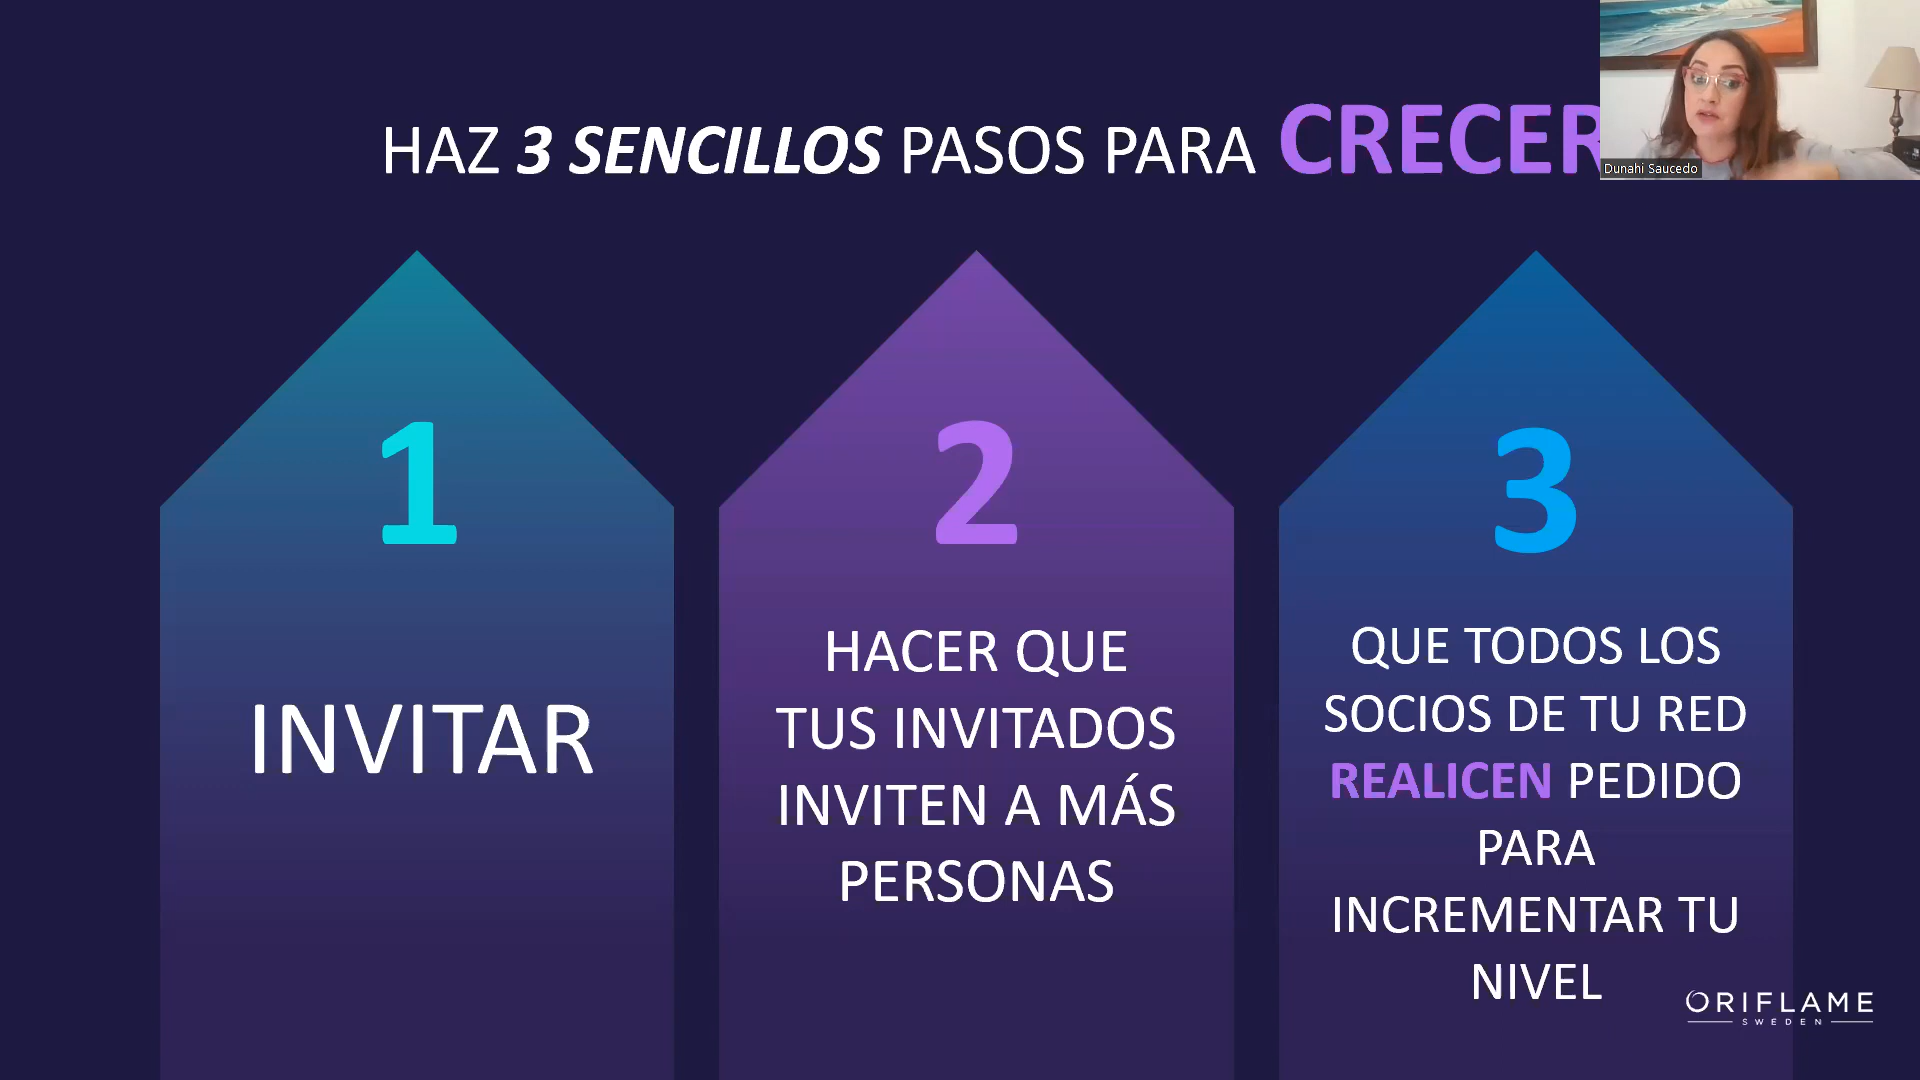 HAZ 3 SENCILLOS PASOS PARA CRECER
Dunahi Saucedo
1
INVITAR
2
HACER QUE
TUS INVITADOS
INVITEN A MÁS
PERSONAS
3
QUE TODOS LOS
SOCIOS DE TU RED
REALICEN PEDIDO
PARA
INCREMENTAR TU
NIVEL
ORIFLAME
SWEDEN